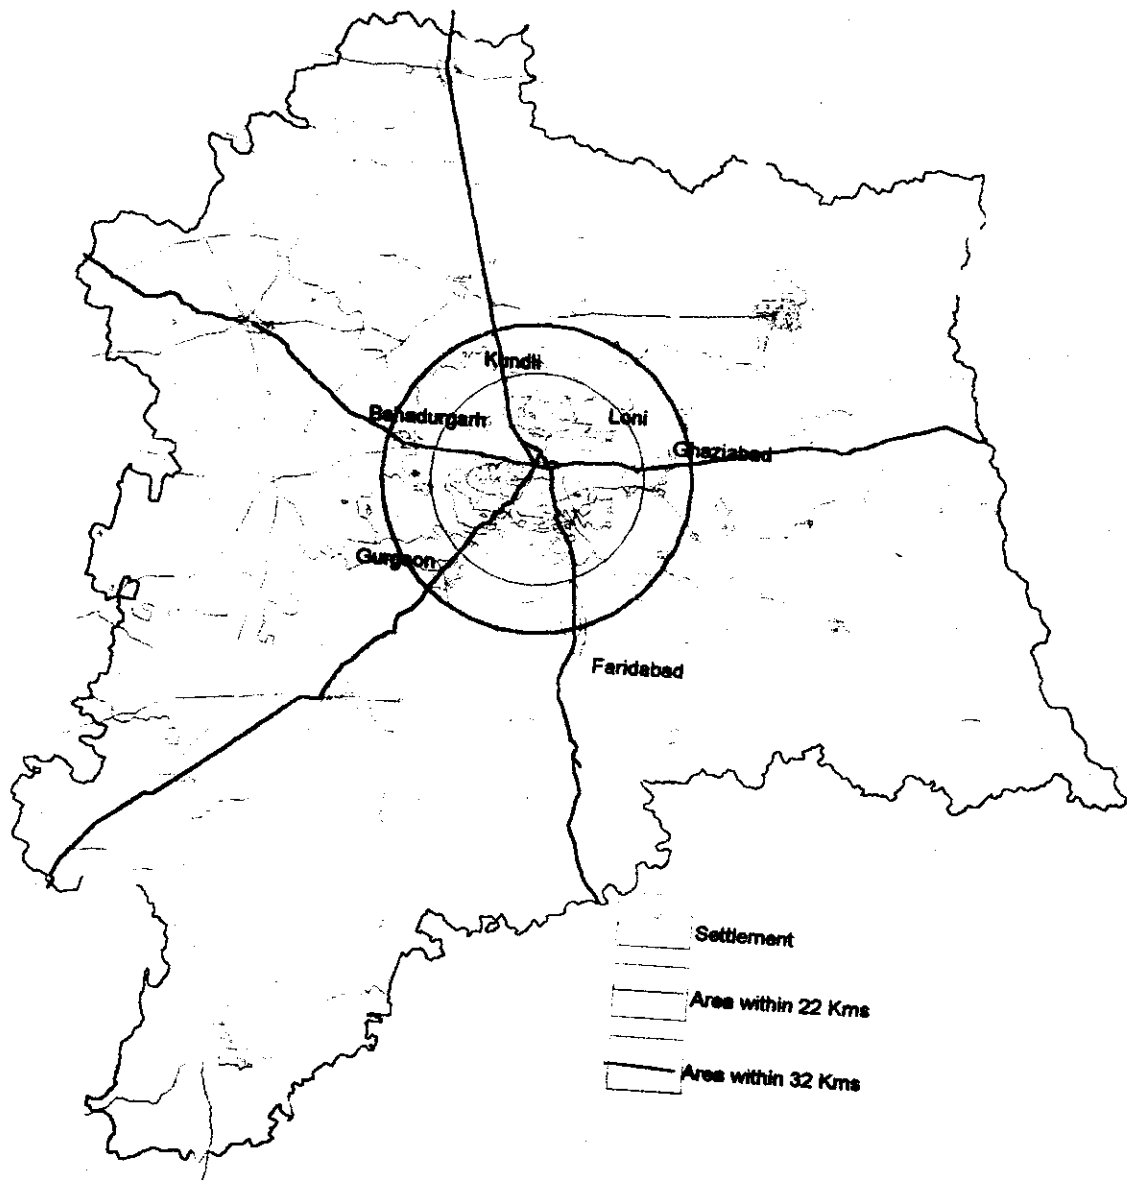 Kundli
Bahadurgarh
Loni
Ghaziabad
Gurgaon
Faridabad
Settlement
Area within 22 Kms
Area within 32 Kms